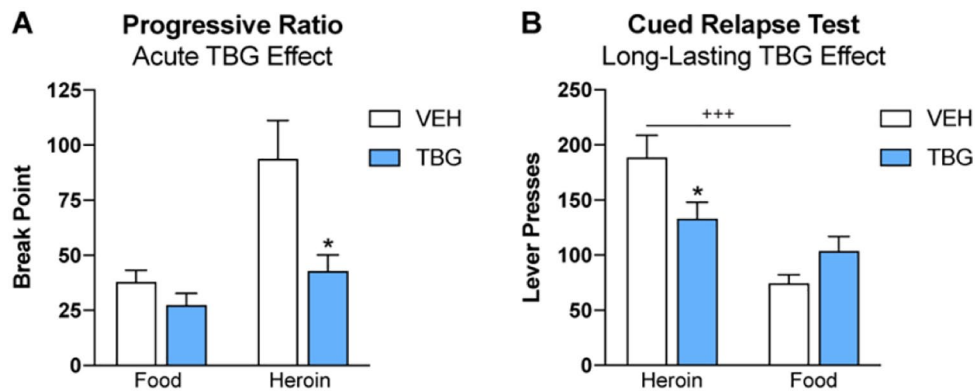 A
Progressive Ratio
Acute TBG Effect
Break Point
125
100
75
50
25
0
VEH
TBG
*
Food
Heroin
B
Cued Relapse Test
Long-Lasting TBG Effect
Lever Presses
250
200
150
100
50
0
+++
VEH
TBG
*
Heroin
Food